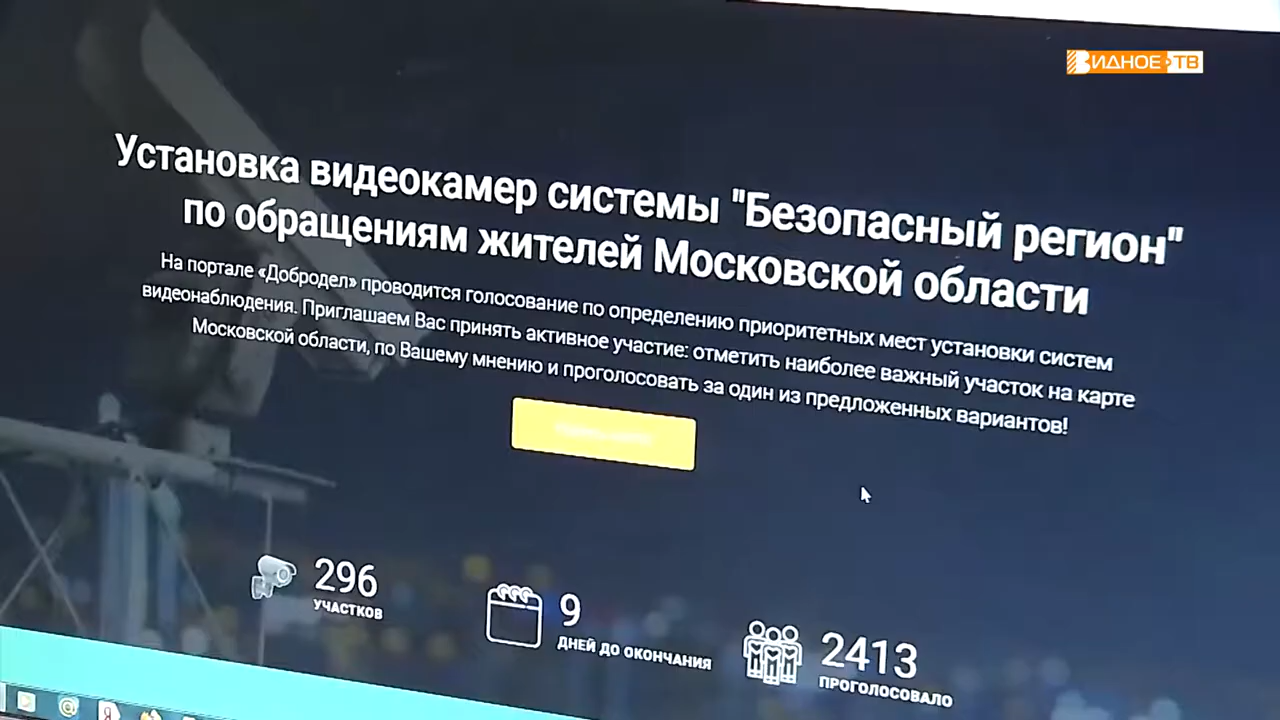 ВИДНОЕ ТВ
Установка видеокамер системы "Безопасный регион"
по обращениям жителей Московской области
На портале «Добродел» проводится голосование по определению приоритетных мест установки систем
видеонаблюдения. Приглашаем Вас принять активное участие: отметить наиболее важный участок на карте
Московской области, по Вашему мнению и проголосовать за один из предложенных вариантов!
296
УЧАСТКОВ
9
ДНЕЙ ДО ОКОНЧАНИЯ
2413
ПРОГОЛОСОВАЛО